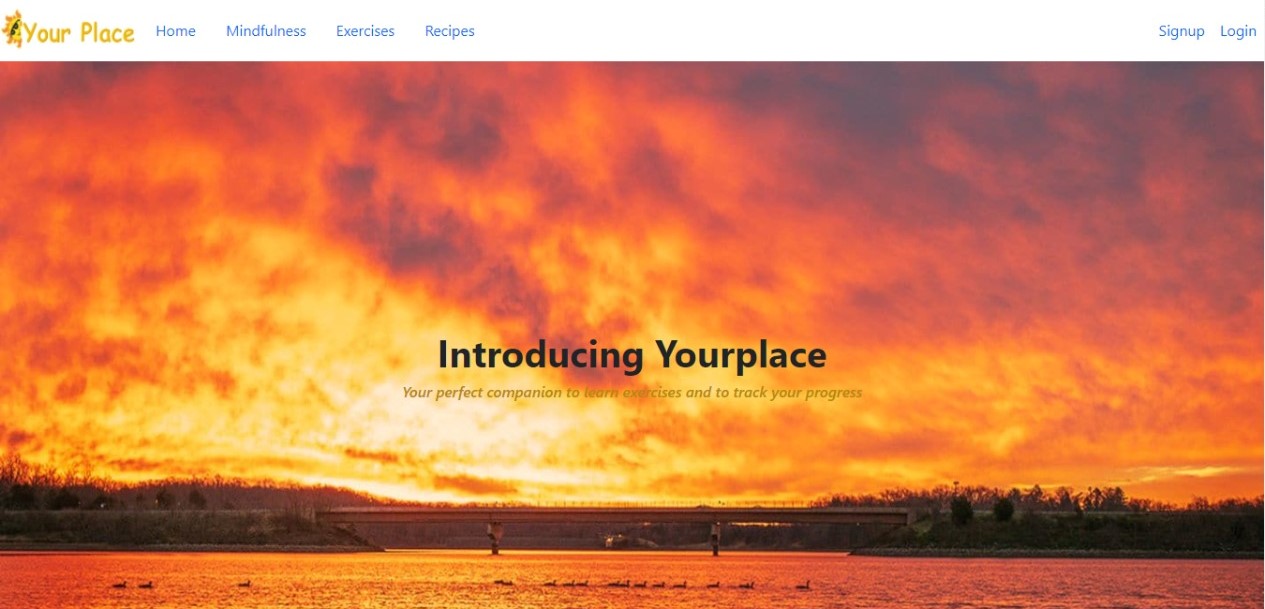 Your Place
Home
Mindfulness
Exercises
Recipes
Signup
Login
Introducing Yourplace
Your perfect companion to learn exercises and to track your progress